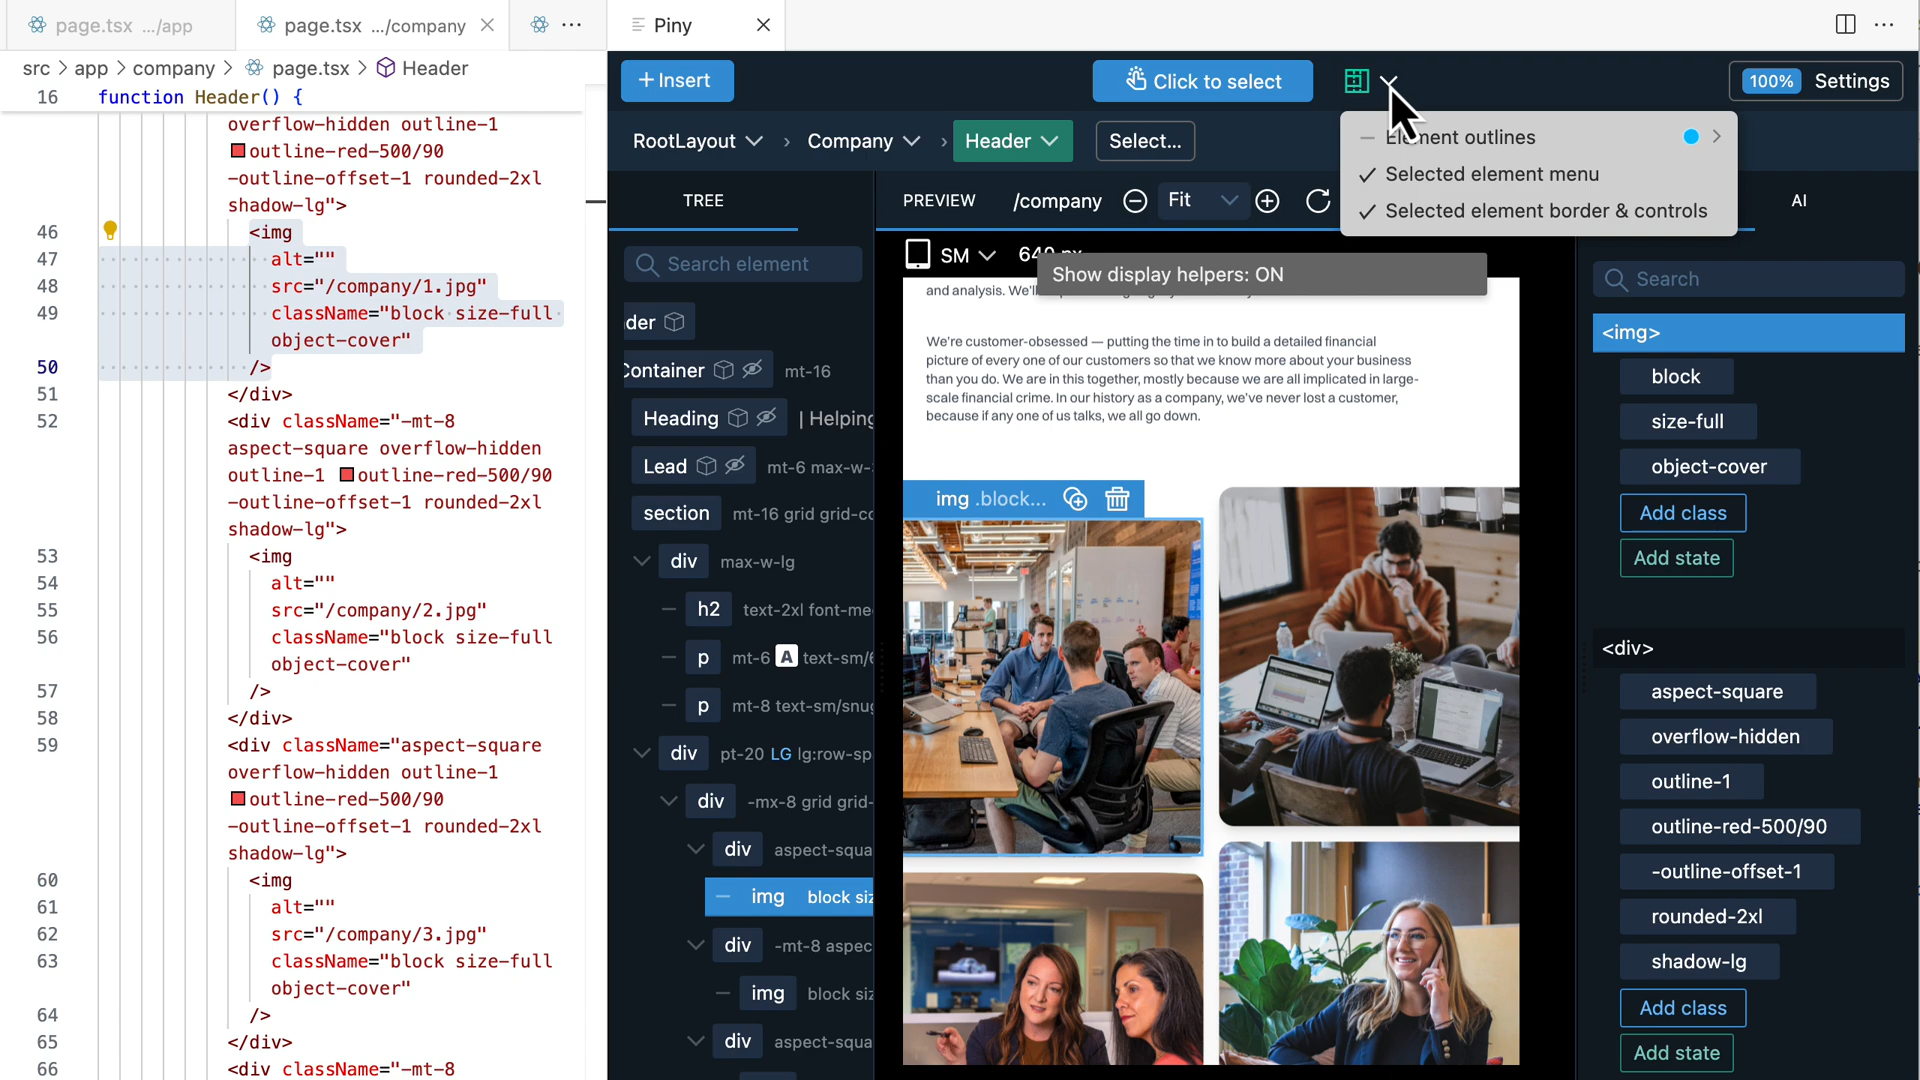 page.tsx .../app
page.tsx .../company
Piny
src > app > company > page.tsx > Header
16 function Header() {
overflow-hidden outline-1
outline-red-500/90
-outline-offset-1 rounded-2xl
shadow-lg">
46 <img
47 alt=""
48 src="/company/1.jpg"
49 className="block size-full
object-cover"
50 />
51 </div>
52 <div className="-mt-8
aspect-square overflow-hidden
outline-1 outline-red-500/90
-outline-offset-1 rounded-2xl
shadow-lg">
53 <img
54 alt=""
55 src="/company/2.jpg"
56 className="block size-full
object-cover"
57 />
58 </div>
59 <div className="aspect-square
overflow-hidden outline-1
outline-red-500/90
-outline-offset-1 rounded-2xl
shadow-lg">
60 <img
61 alt=""
62 src="/company/3.jpg"
63 className="block size-full
object-cover"
64 />
65 </div>
66 <div className="-mt-8
+ Insert
Click to select
100% Settings
RootLayout › Company › Header Select...
Element outlines
Selected element menu
Selected element border & controls
Show display helpers: ON
TREE
Search element
der
Container mt-16
Heading | Helping
Lead mt-6 max-w-
section mt-16 grid grid-co
div max-w-lg
h2 text-2xl font-me
p mt-6 A text-sm/6
p mt-8 text-sm/snug
div pt-20 LG lg:row-sp
div -mx-8 grid grid-
div aspect-squa
img block siz
div -mt-8 aspec
img block siz
div aspect-squa
PREVIEW /company Fit
SM 640 px
and analysis. We'll
We're customer-obsessed — putting the time in to build a detailed financial
picture of every one of our customers so that we know more about your business
than you do. We are in this together, mostly because we are all implicated in large-
scale financial crime. In our history as a company, we've never lost a customer,
because if any one of us talks, we all go down.
img .block...
AI
Search
<img>
block
size-full
object-cover
Add class
Add state
<div>
aspect-square
overflow-hidden
outline-1
outline-red-500/90
-outline-offset-1
rounded-2xl
shadow-lg
Add class
Add state